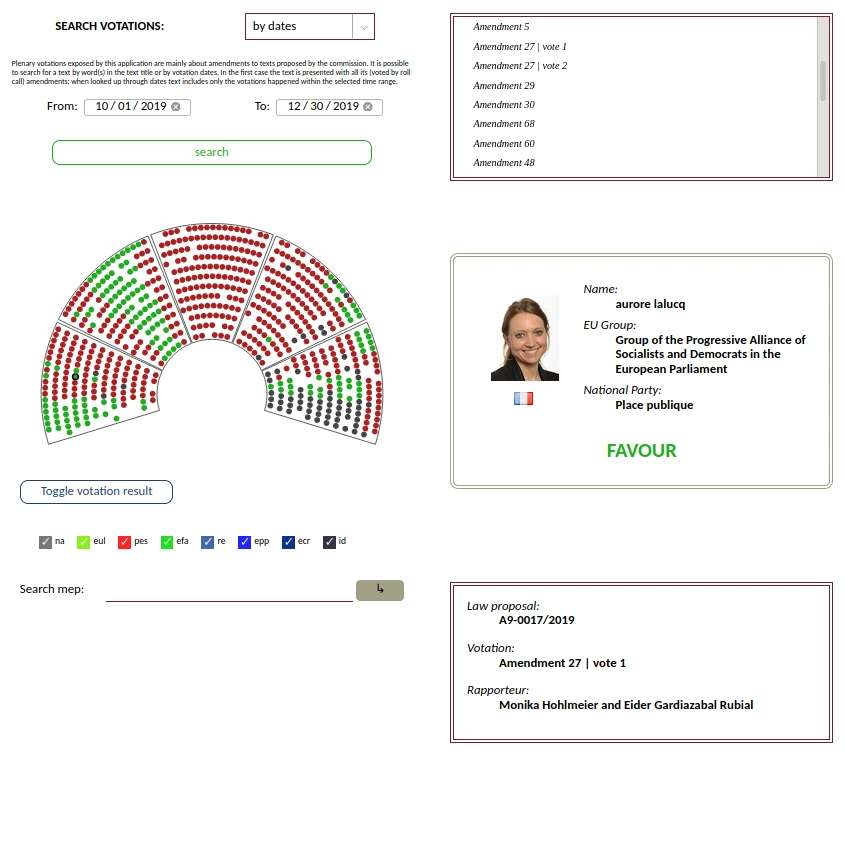 SEARCH VOTATIONS:
by dates
Plenary votations exposed by this application are mainly about amendments to texts proposed by the commission. It is possible
to search for a text by word(s) in the text title or by votation dates. In the first case the text is presented with all its (voted by roll
call) amendments; when looked up through dates text includes only the votations happened within the selected time range.
From: 10 / 01 / 2019 To: 12 / 30 / 2019
search
Toggle votation result
na eul pes efa re epp ecr id
Search mep:
↳
Amendment 5
Amendment 27 | vote 1
Amendment 27 | vote 2
Amendment 29
Amendment 30
Amendment 68
Amendment 60
Amendment 48
Name:
aurore lalucq
EU Group:
Group of the Progressive Alliance of
Socialists and Democrats in the
European Parliament
National Party:
Place publique
FAVOUR
Law proposal:
A9-0017/2019
Votation:
Amendment 27 | vote 1
Rapporteur:
Monika Hohlmeier and Eider Gardiazabal Rubial